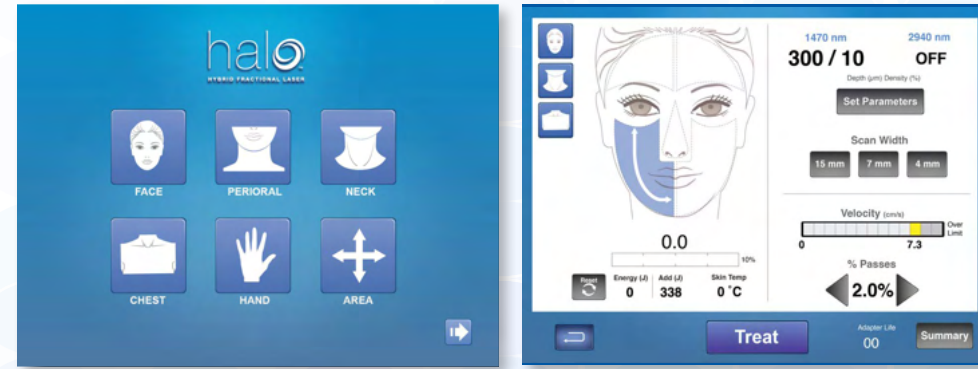 halo
HYBRID FRACTIONAL LASER
FACE PERIORAL NECK
CHEST HAND AREA
1470 nm 2940 nm
300 / 10 OFF
Depth (µm) Density (%)
Set Parameters
Scan Width
15 mm 7 mm 4 mm
Velocity (cm/s)
Over
Limit
0 7.3
% Passes
2.0%
0.0
10%
Reset
Energy (J) Add (J) Skin Temp
0 338 0 °C
Treat
Adapter Life
00
Summary